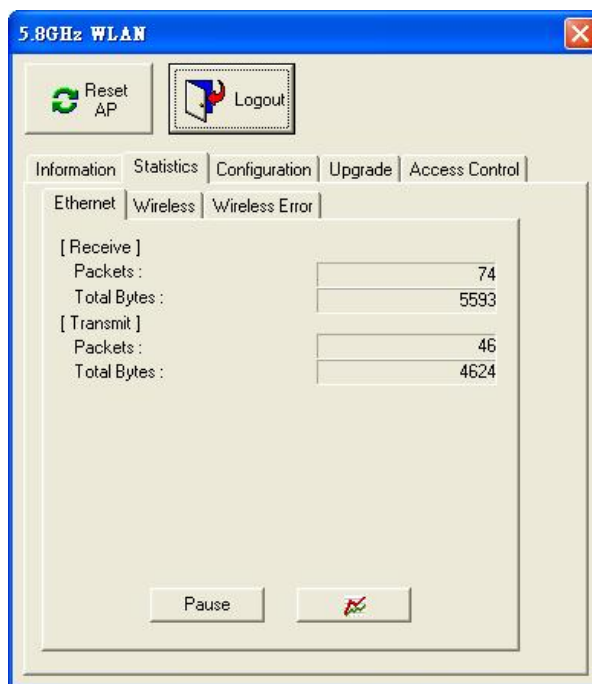 5.8GHz WLAN
Reset AP
Logout
Information Statistics Configuration Upgrade Access Control
Ethernet Wireless Wireless Error
[ Receive ]
Packets : 74
Total Bytes : 5593
[ Transmit ]
Packets : 46
Total Bytes : 4624
Pause